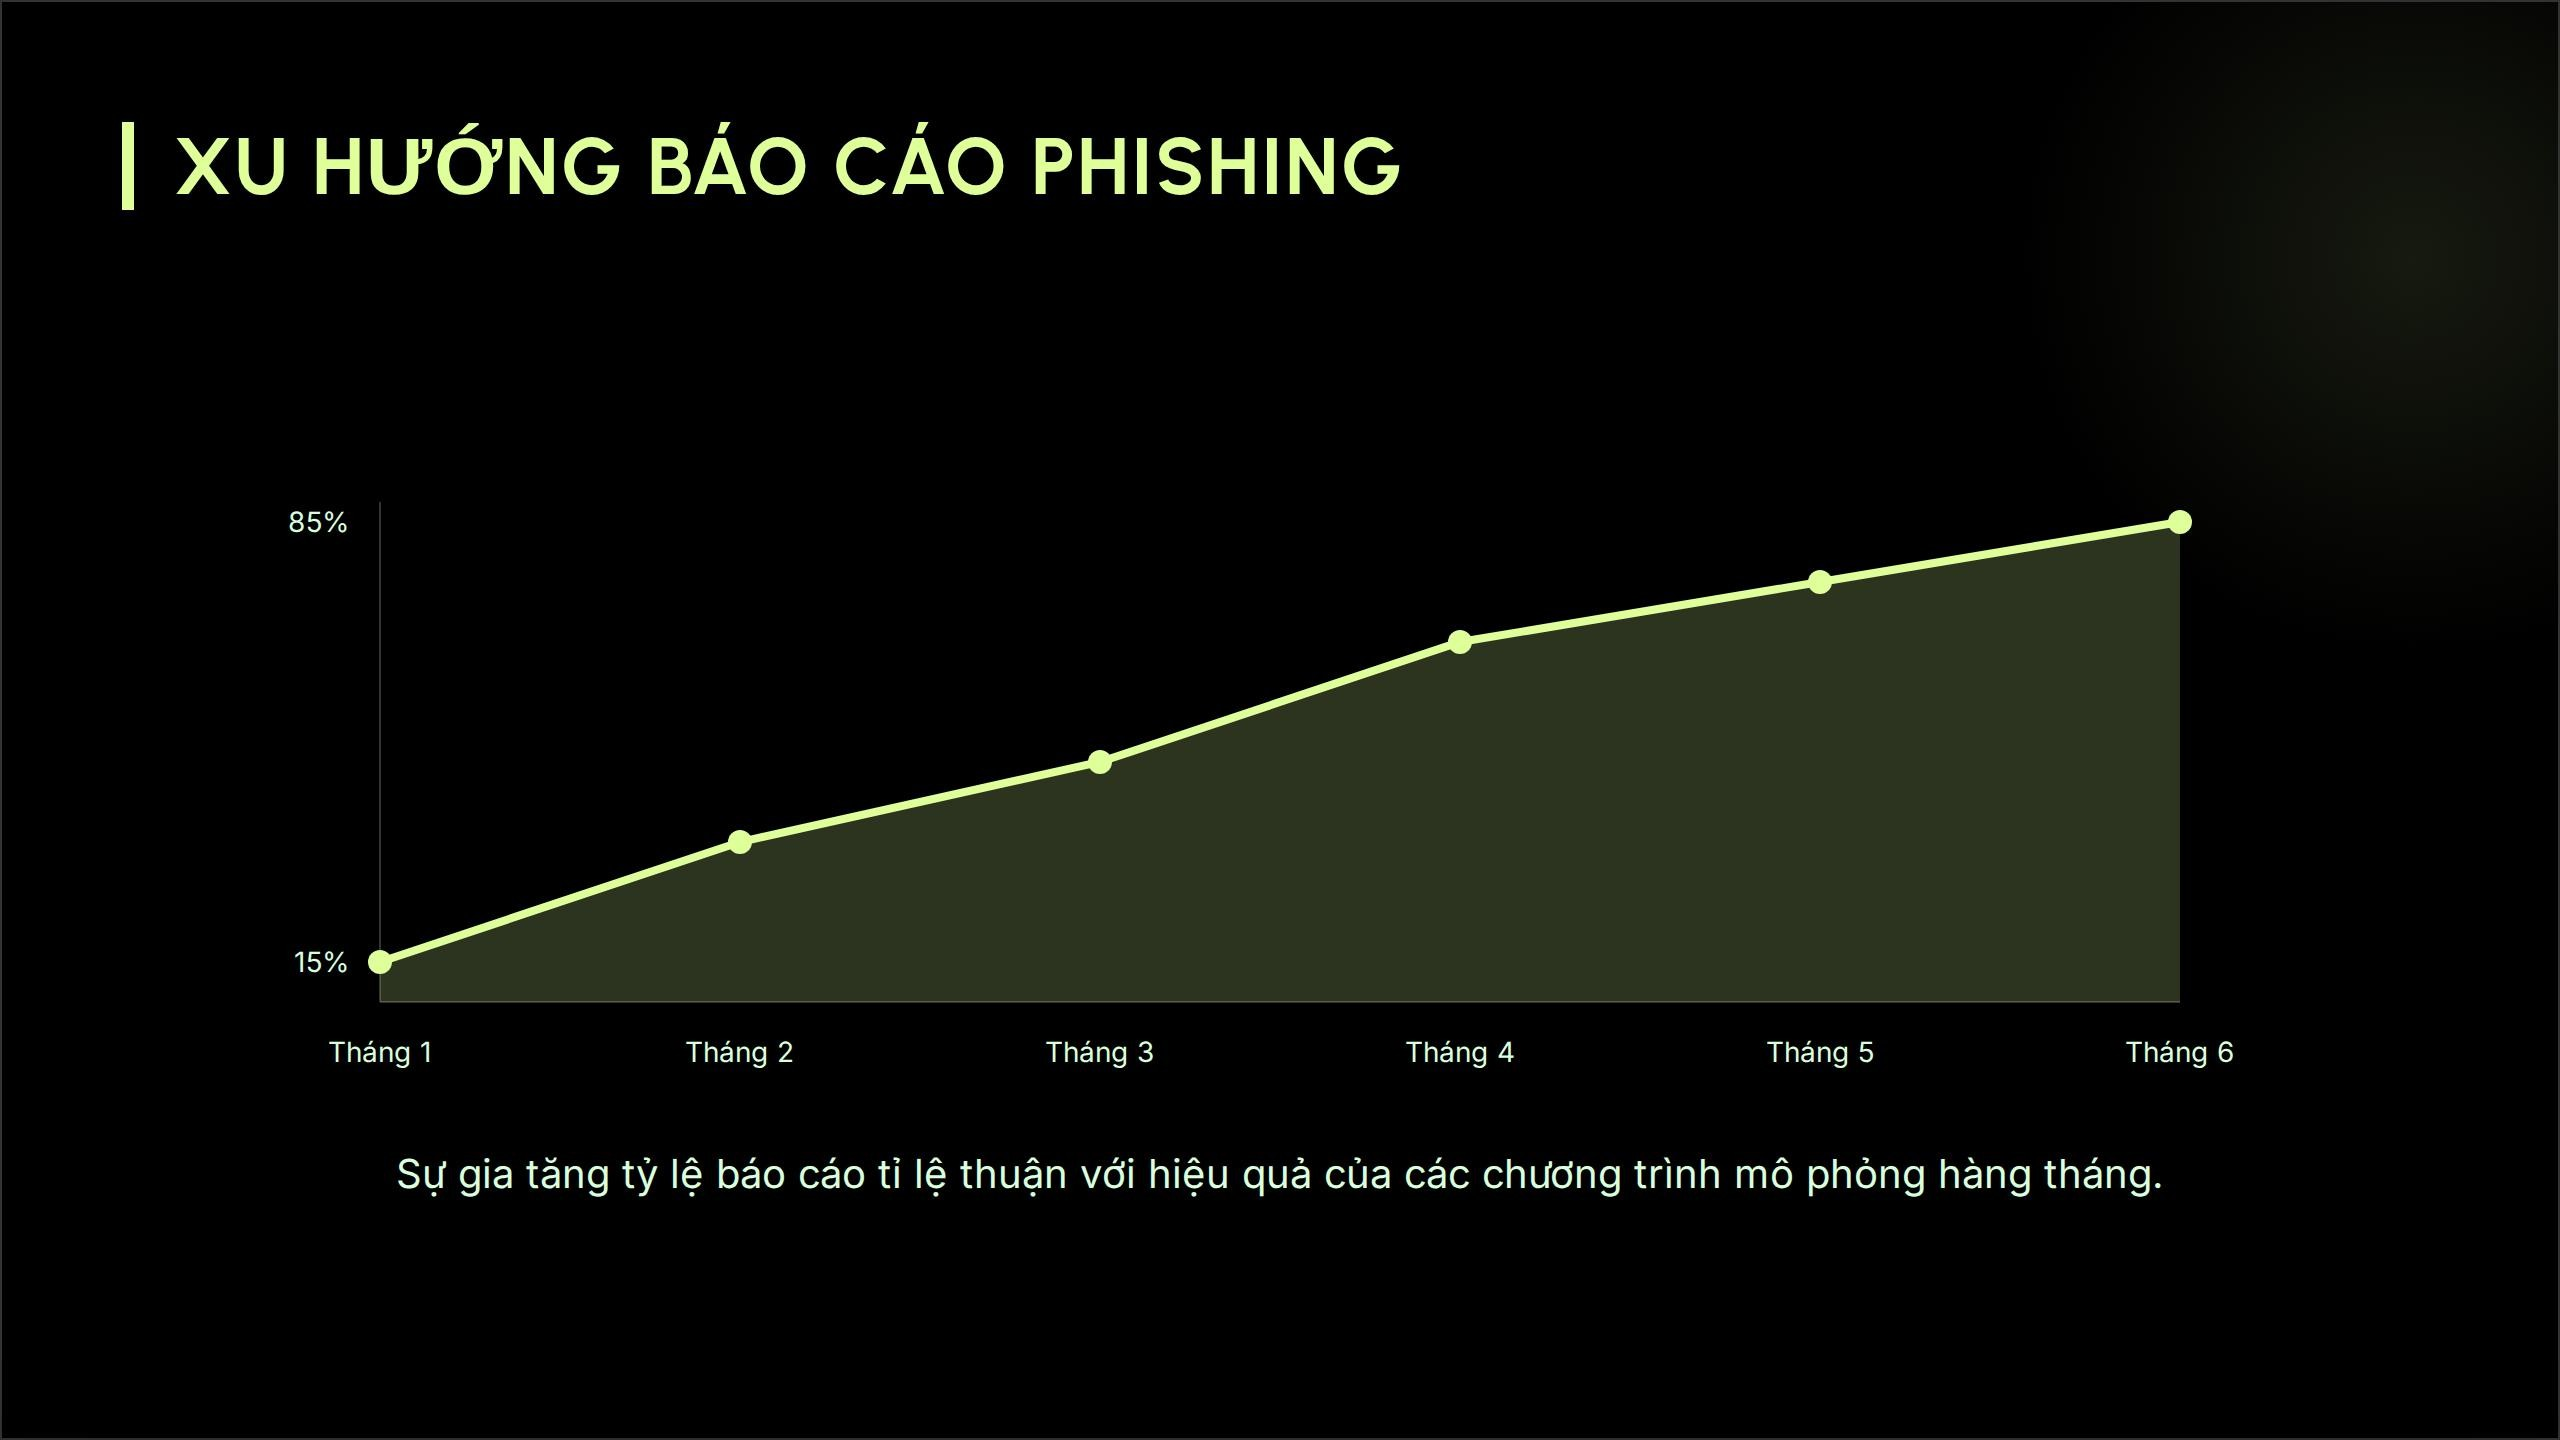 XU HƯỚNG BÁO CÁO PHISHING
85%
15%
Tháng 1 Tháng 2 Tháng 3 Tháng 4 Tháng 5 Tháng 6
Sự gia tăng tỷ lệ báo cáo tỉ lệ thuận với hiệu quả của các chương trình mô phỏng hàng tháng.